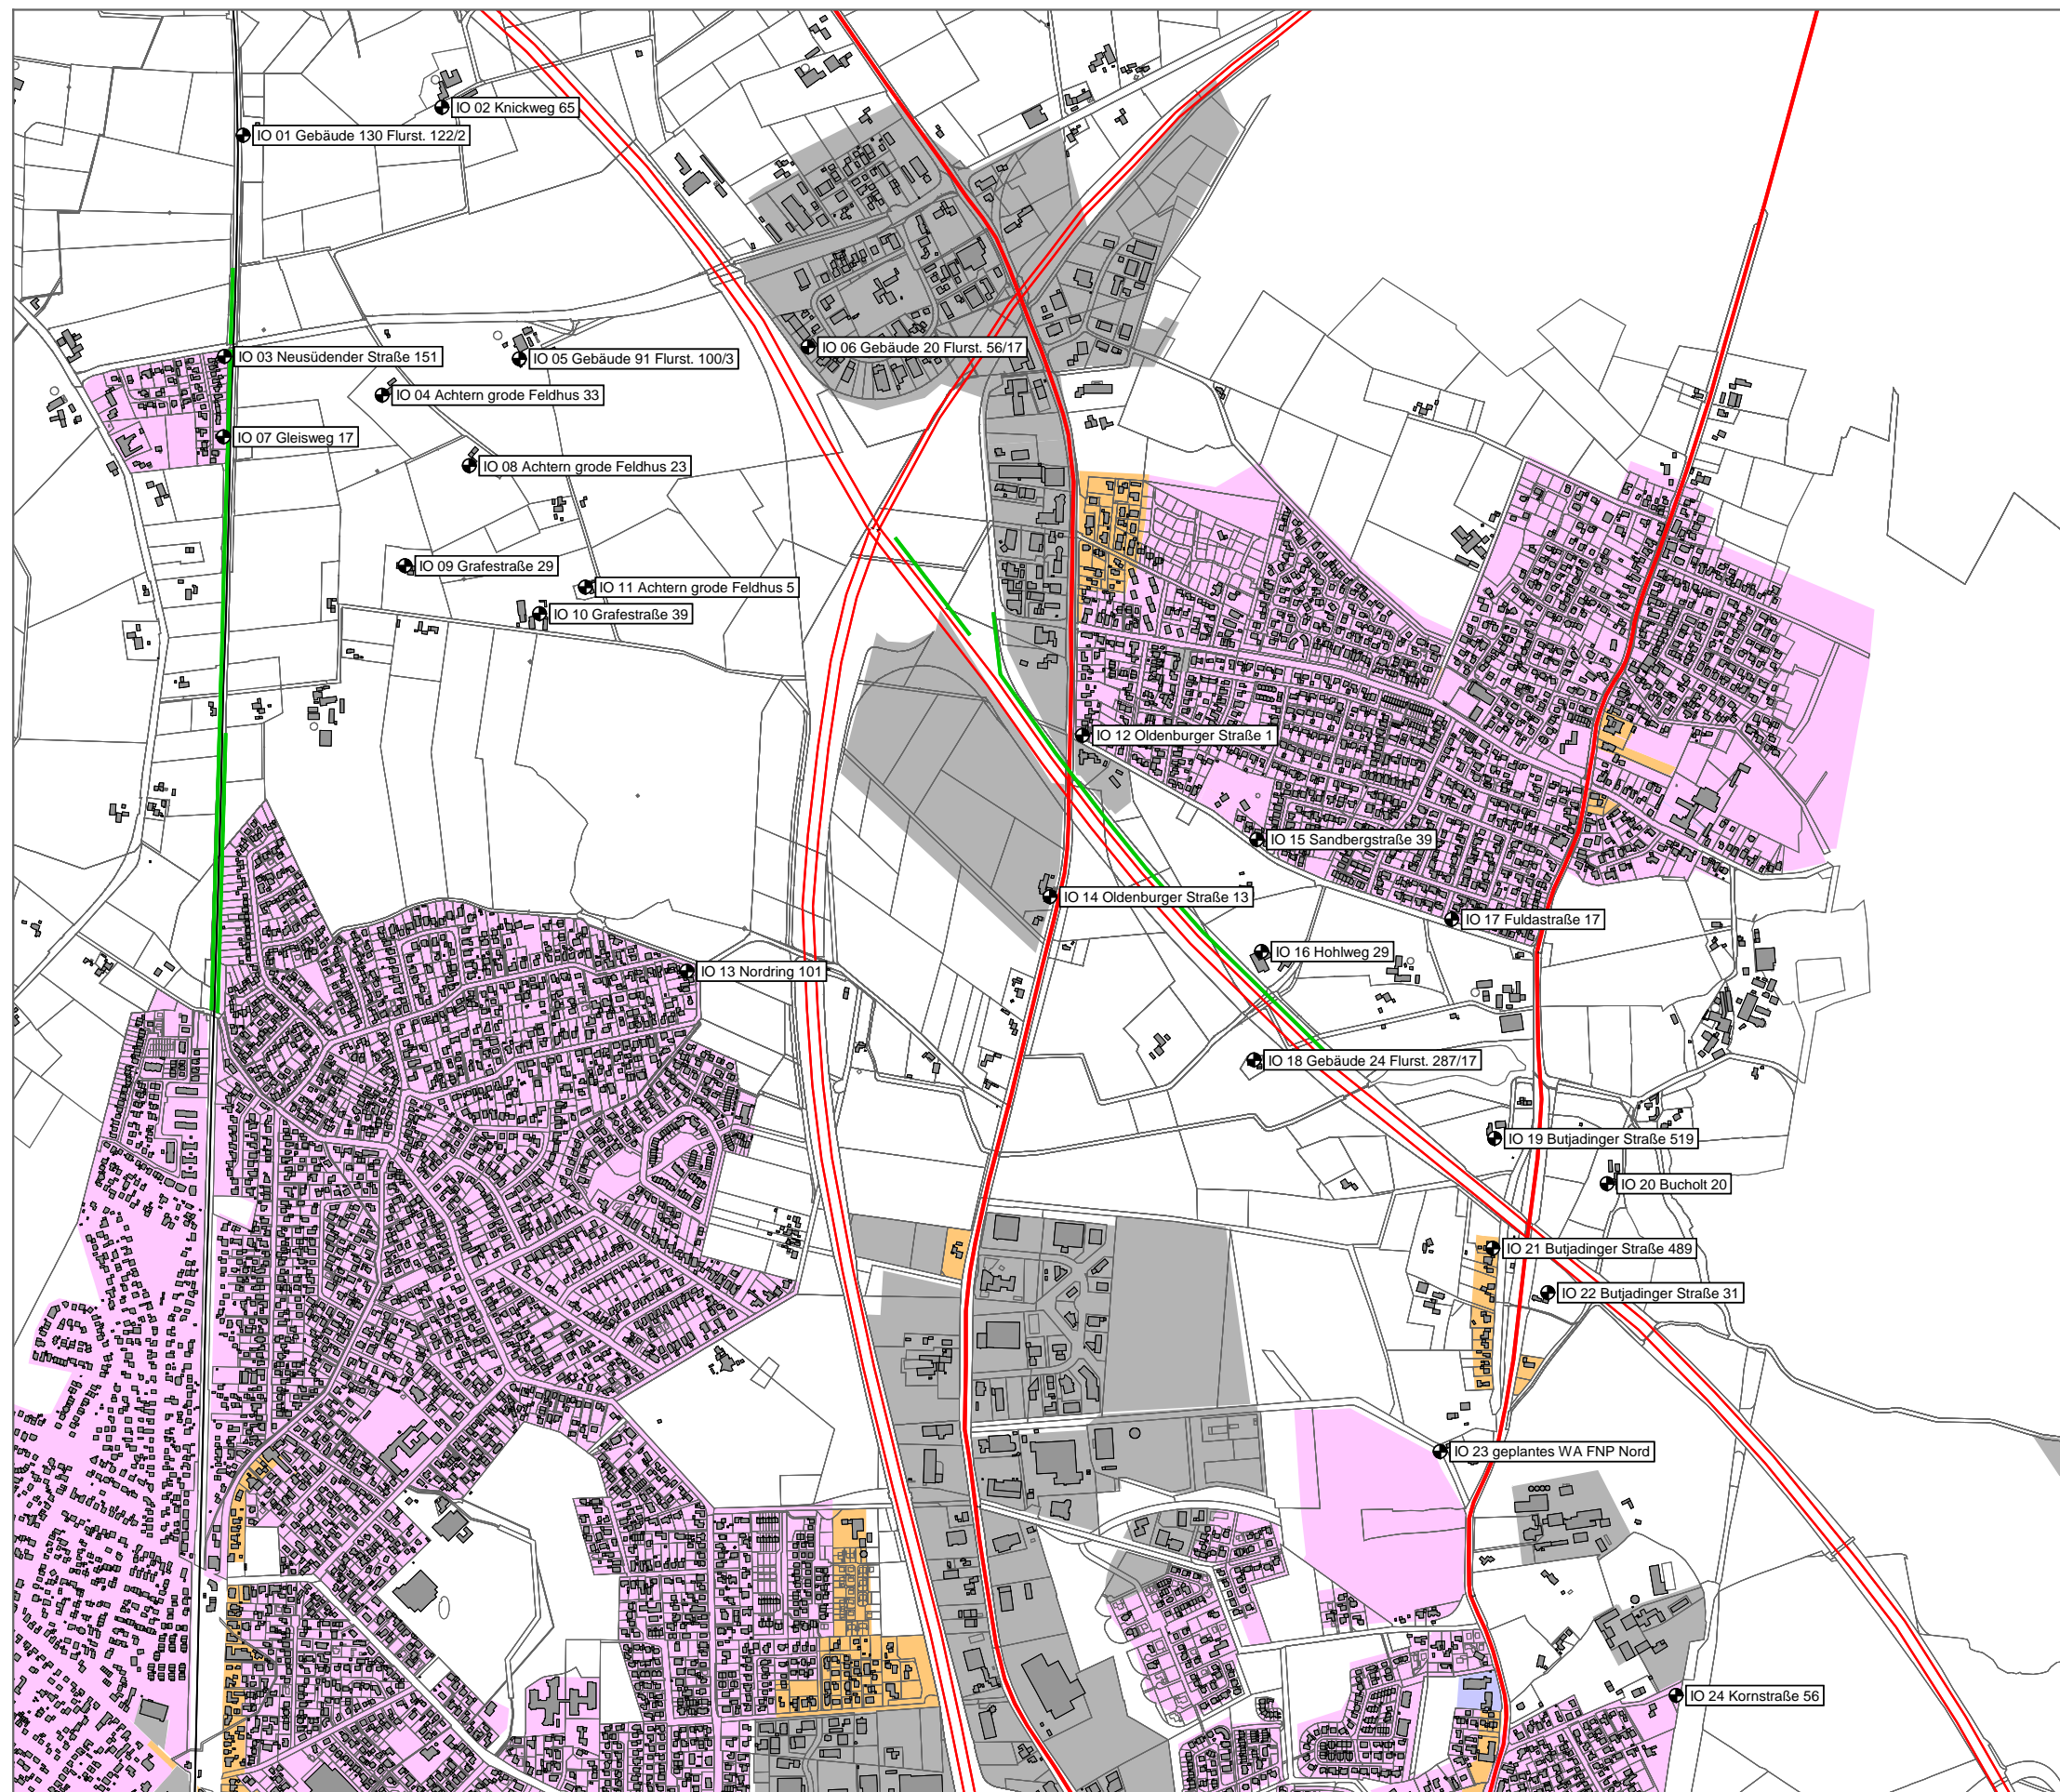 IO 02 Knickweg 65
IO 01 Gebäude 130 Flurst. 122/2
IO 06 Gebäude 20 Flurst. 56/17
IO 03 Neusüdender Straße 151
IO 05 Gebäude 91 Flurst. 100/3
IO 04 Achtern grode Feldhus 33
IO 07 Gleisweg 17
IO 08 Achtern grode Feldhus 23
IO 09 Grafestraße 29
IO 11 Achtern grode Feldhus 5
IO 10 Grafestraße 39
IO 12 Oldenburger Straße 1
IO 15 Sandbergstraße 39
IO 14 Oldenburger Straße 13
IO 17 Fuldastraße 17
IO 16 Hohlweg 29
IO 13 Nordring 101
IO 18 Gebäude 24 Flurst. 287/17
IO 19 Butjadinger Straße 519
IO 20 Bucholt 20
IO 21 Butjadinger Straße 489
IO 22 Butjadinger Straße 31
IO 23 geplantes WA FNP Nord
IO 24 Kornstraße 56